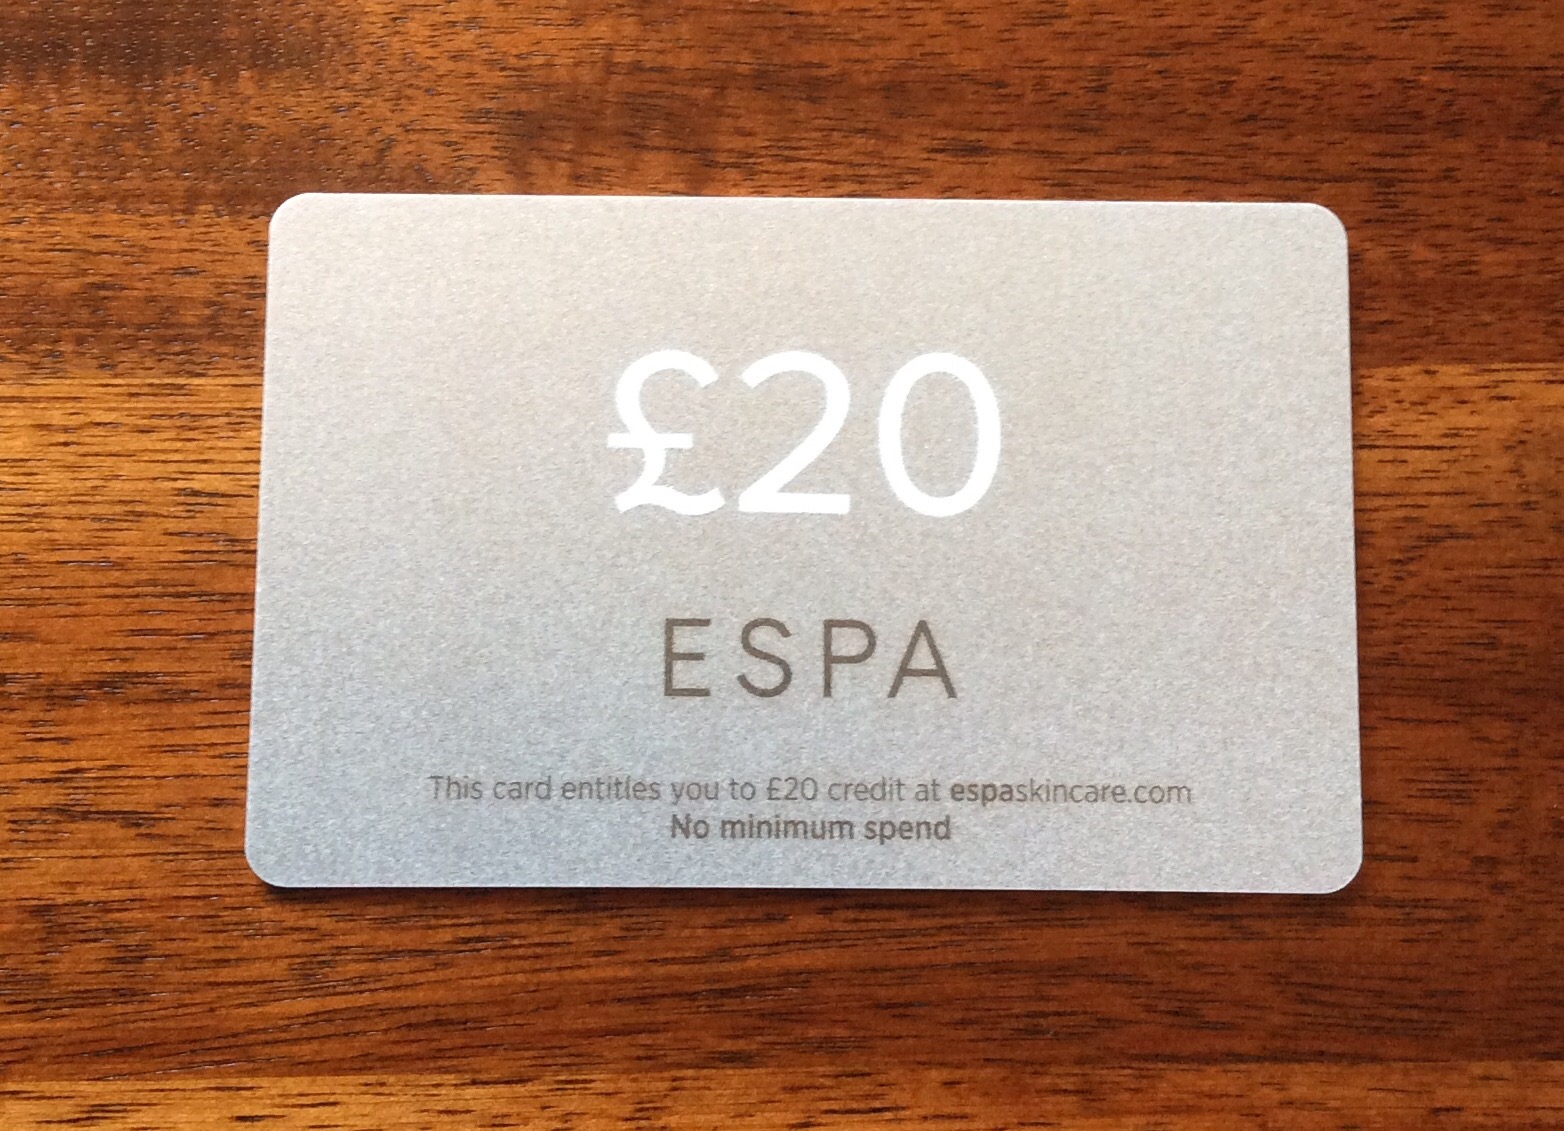 £20
ESPA
This card entitles you to £20 credit at espaskincare.com
No minimum spend